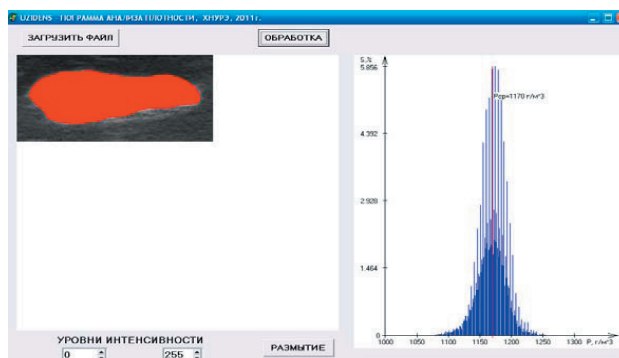 UZIDENS - ПОГРАММА АНАЛИЗА ПЛОТНОСТИ, ХНУРЭ, 2011г.
ЗАГРУЗИТЬ ФАЙЛ
ОБРАБОТКА
S,%
5.856
Pср=1170 г/м^3
4.392
2.928
1.464
0
1000 1050 1100 1150 1200 1250 1300 P, г/м^3
УРОВНИ ИНТЕНСИВНОСТИ
0 255
РАЗМЫТИЕ